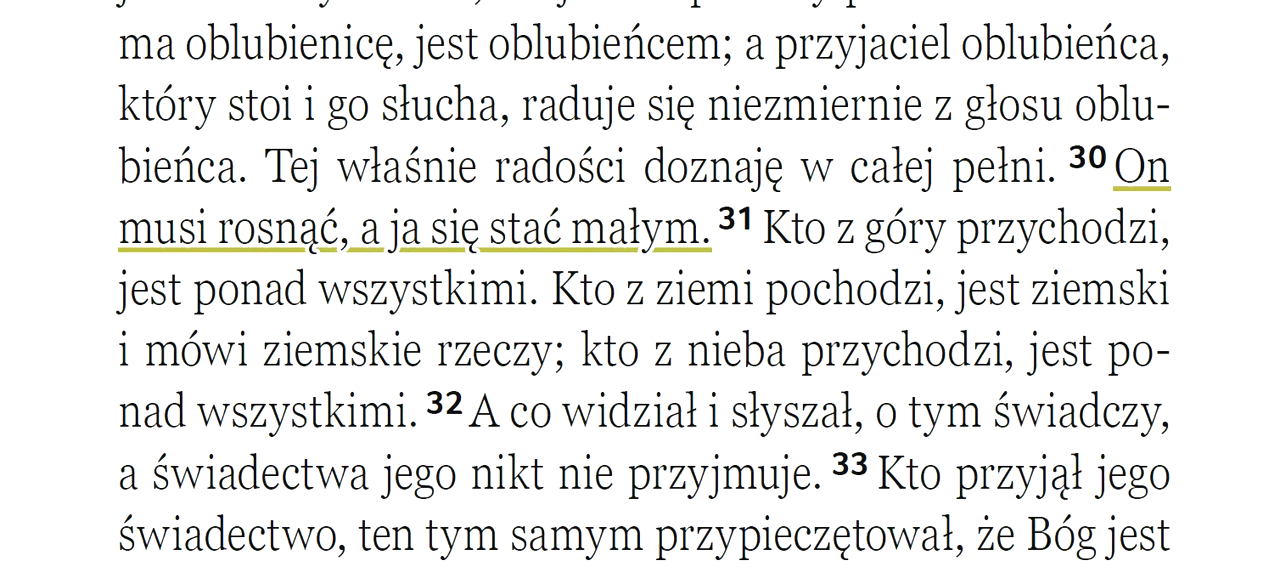 ma oblubienicę, jest oblubieńcem; a przyjaciel oblubieńca,
który stoi i go słucha, raduje się niezmiernie z głosu oblu-
bieńca. Tej właśnie radości doznaję w całej pełni. 30 On
musi rosnąć, a ja się stać małym. 31 Kto z góry przychodzi,
jest ponad wszystkimi. Kto z ziemi pochodzi, jest ziemski
i mówi ziemskie rzeczy; kto z nieba przychodzi, jest po-
nad wszystkimi. 32 A co widział i słyszał, o tym świadczy,
a świadectwa jego nikt nie przyjmuje. 33 Kto przyjął jego
świadectwo, ten tym samym przypieczętował, że Bóg jest